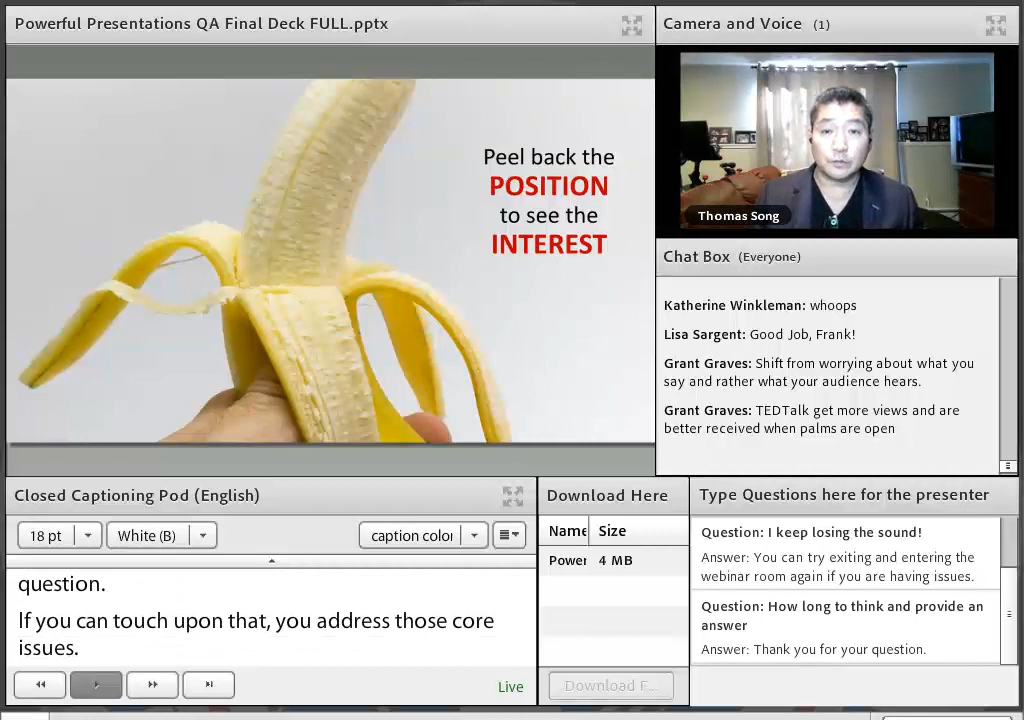 Powerful Presentations QA Final Deck FULL.pptx
Peel back the
POSITION
to see the
INTEREST
Camera and Voice (1)
Thomas Song
Chat Box (Everyone)
Katherine Winkleman: whoops
Lisa Sargent: Good Job, Frank!
Grant Graves: Shift from worrying about what you
say and rather what your audience hears.
Grant Graves: TEDTalk get more views and are
better received when palms are open
Closed Captioning Pod (English)
18 pt
White (B)
caption color
question.
If you can touch upon that, you address those core
issues.
Live
Download Here
Name Size
Power 4 MB
Download F...
Type Questions here for the presenter
Question: I keep losing the sound!
Answer: You can try exiting and entering the
webinar room again if you are having issues.
Question: How long to think and provide an
answer
Answer: Thank you for your question.